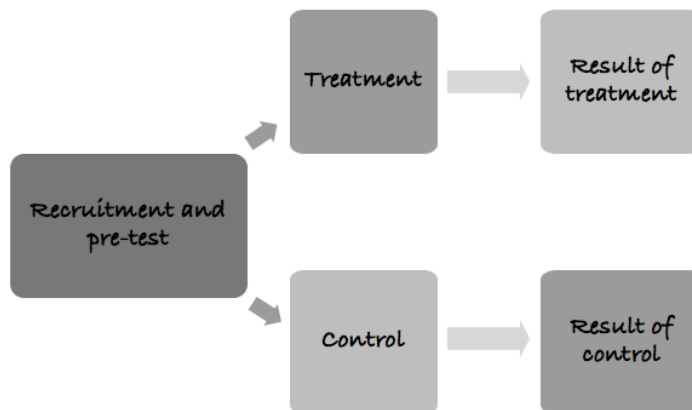 Treatment
Result of
treatment
Recruitment and
pre-test
Control
Result of
control